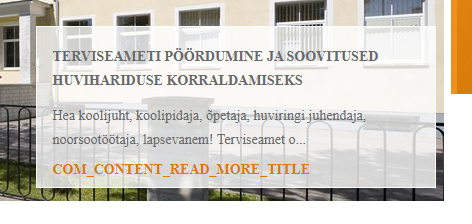 TERVISEAMETI PÖÖRDUMINE JA SOOVITUSED
HUVIHARIDUSE KORRALDAMISEKS
Hea koolijuht, koolipidaja, õpetaja, huviringi juhendaja,
noorsootöötaja, lapsevanem! Terviseamet o...
COM_CONTENT_READ_MORE_TITLE